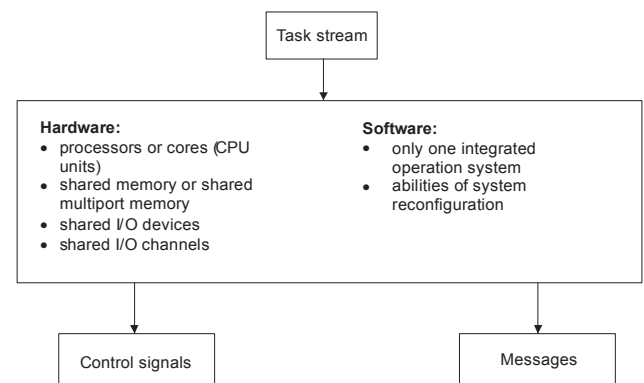 Task stream
Hardware:
• processors or cores (CPU
units)
• shared memory or shared
multiport memory
• shared I/O devices
• shared I/O channels
Software:
• only one integrated
operation system
• abilities of system
reconfiguration
Control signals
Messages